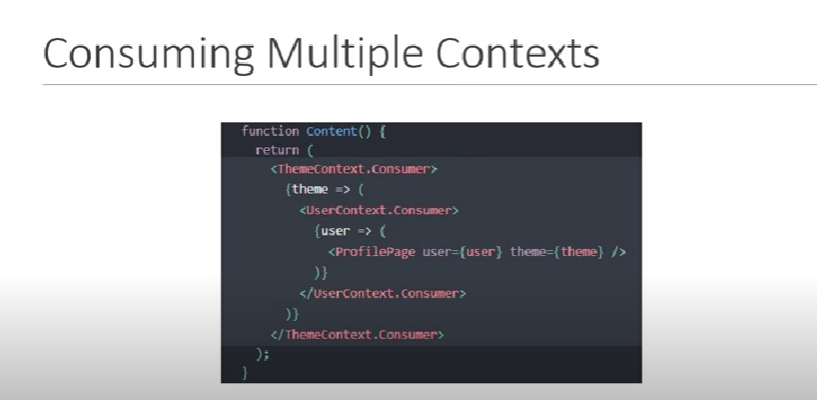 Consuming Multiple Contexts
function Content() {
return (
<ThemeContext.Consumer>
{theme => (
<UserContext.Consumer>
{user => (
<ProfilePage user={user} theme={theme} />
)}
</UserContext.Consumer>
)}
</ThemeContext.Consumer>
);
}